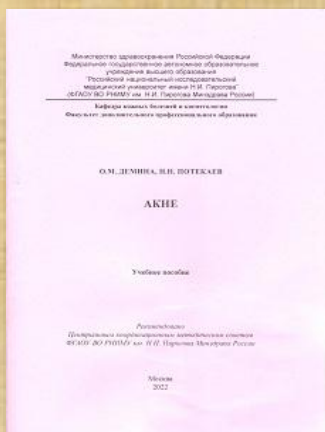 Министерство здравоохранения Российской Федерации
Федеральное государственное автономное образовательное
учреждение высшего образования
"Российский национальный исследовательский
медицинский университет имени Н.И. Пирогова"
(ФГАОУ ВО РНИМУ им. Н.И. Пирогова Минздрава России)
Кафедра кожных болезней и косметологии
Факультет дополнительного профессионального образования
О.М. ДЕМИНА, Н.Н. ПОТЕКАЕВ
АКНЕ
Учебное пособие
Рекомендовано
Центральным координационным методическим советом
ФГАОУ ВО РНИМУ им. Н.И. Пирогова Минздрава России
Москва
2022